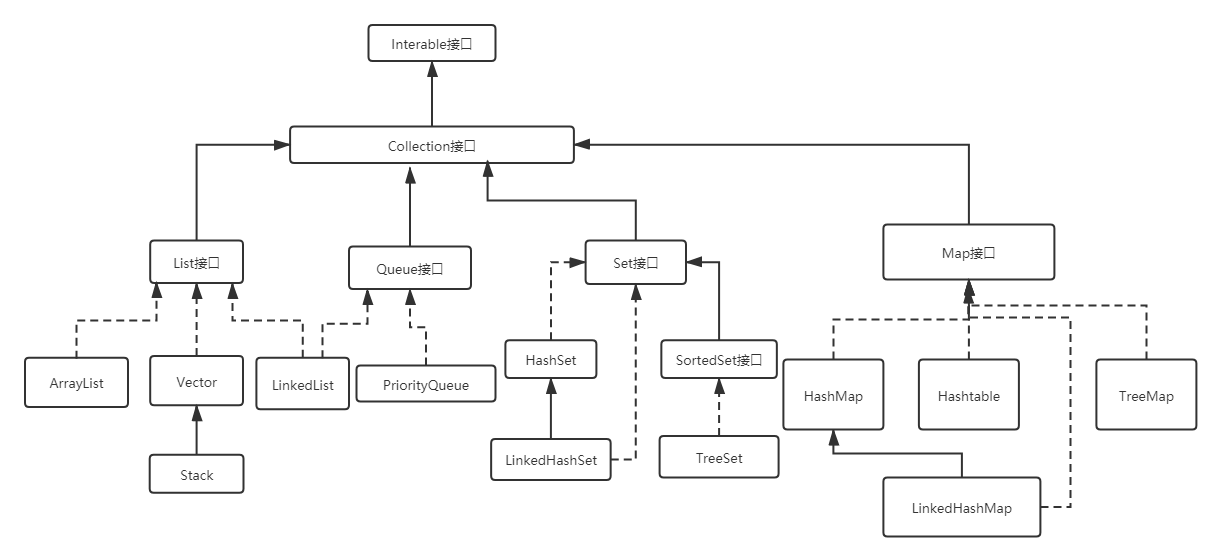 Interable接口
Collection接口
List接口
Queue接口
Set接口
Map接口
ArrayList
Vector
LinkedList
PriorityQueue
HashSet
SortedSet接口
HashMap
Hashtable
TreeMap
Stack
LinkedHashSet
TreeSet
LinkedHashMap